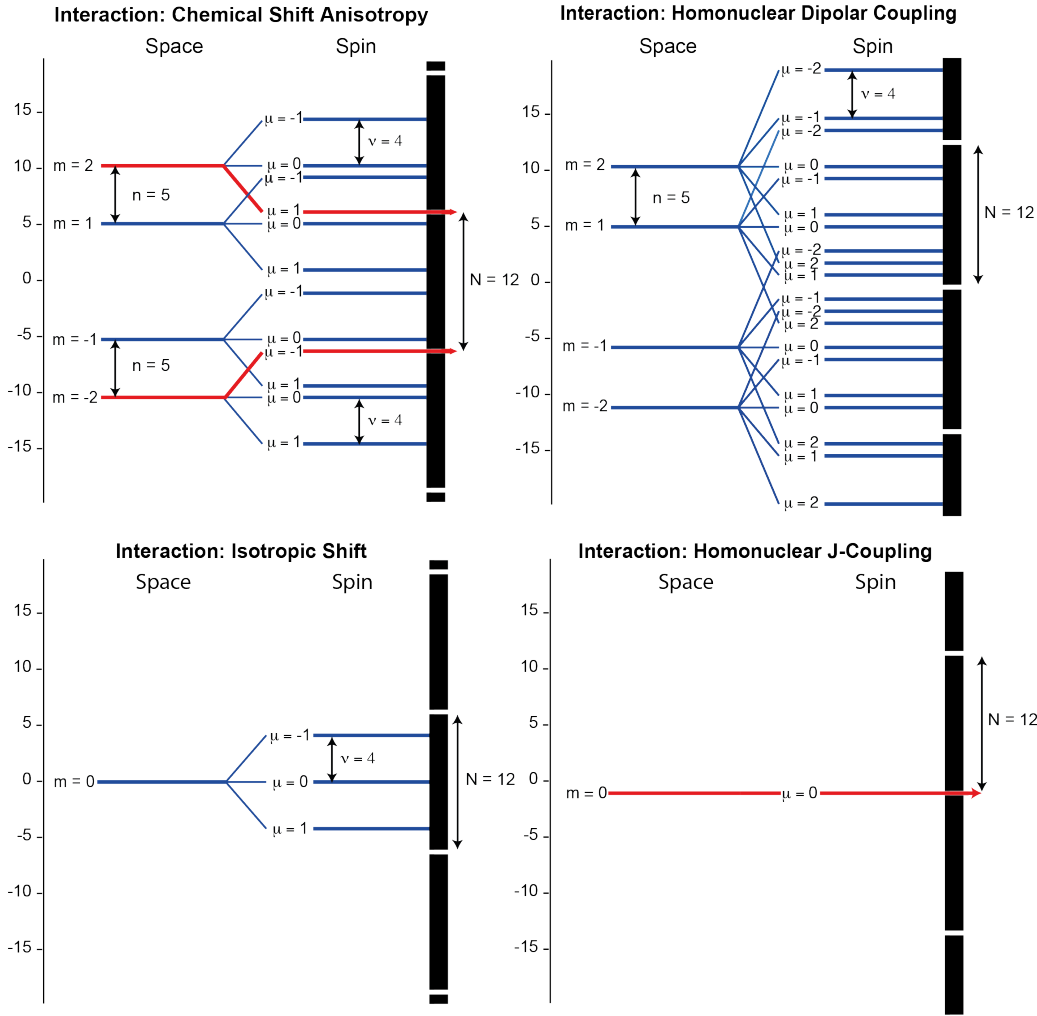 Interaction: Chemical Shift Anisotropy
Space
Spin
15
10
5
0
-5
-10
-15
m = 2
m = 1
m = -1
m = -2
n = 5
n = 5
μ = -1
μ = 0
μ = -1
μ = 1
μ = 0
μ = 1
μ = -1
μ = 0
μ = -1
μ = 1
μ = 0
μ = 1
ν = 4
ν = 4
N = 12
Interaction: Homonuclear Dipolar Coupling
Space
Spin
15
10
5
0
-5
-10
-15
m = 2
m = 1
m = -1
m = -2
n = 5
μ = -2
μ = -1
μ = -2
μ = 0
μ = -1
μ = 1
μ = 0
μ = -2
μ = 2
μ = 1
μ = -1
μ = -2
μ = 2
μ = 0
μ = -1
μ = 1
μ = 0
μ = 2
μ = 1
μ = 2
ν = 4
N = 12
Interaction: Isotropic Shift
Space
Spin
15
10
5
0
-5
-10
-15
m = 0
μ = -1
μ = 0
μ = 1
ν = 4
N = 12
Interaction: Homonuclear J-Coupling
Space
Spin
15
10
5
0
-5
-10
-15
m = 0
μ = 0
N = 12